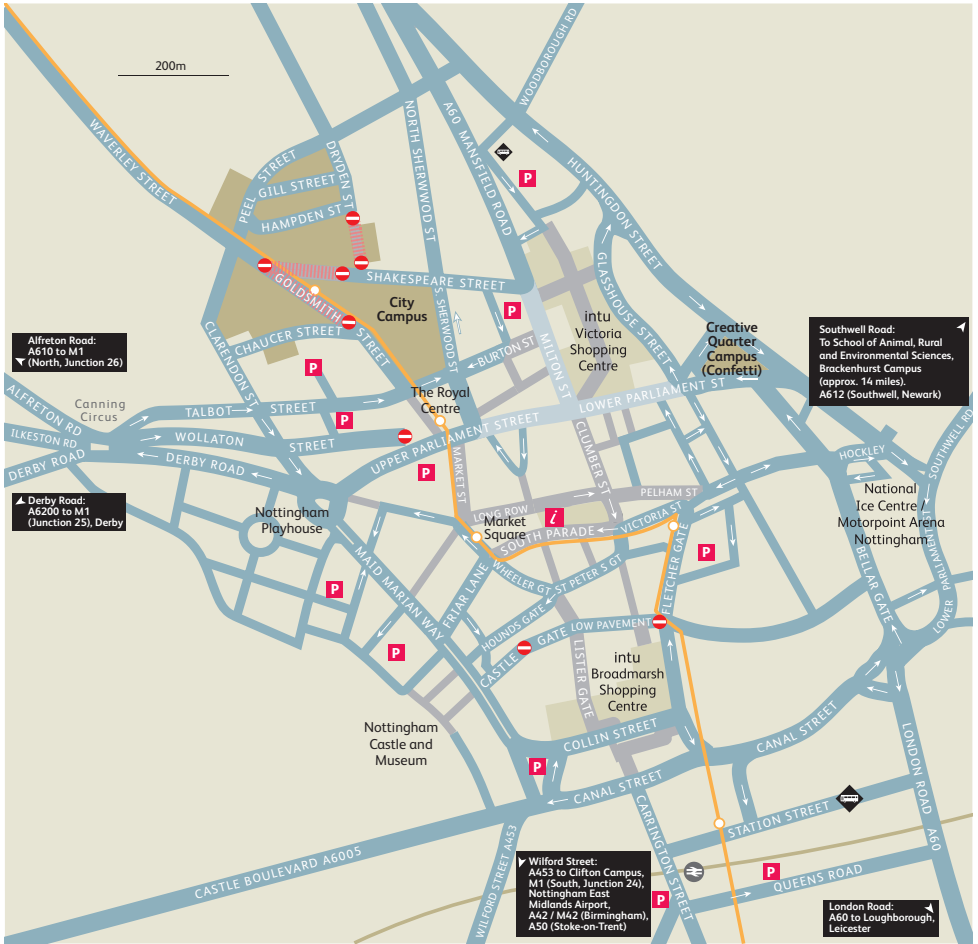 WOODBOROUGH RD
200m
WAVERLEY STREET
NORTH SHERWOD ST
A60 MANSFIELD ROAD
HUNTINGDON STREET
DRYDEN ST
PEEL STREET
GILL STREET
HAMPDEN ST
P
SHAKESPEARE STREET
GLASSHOUSE STREET
GOLDSMITH STREET
City
Campus
S. SHERWOOD ST
P
intu
Victoria
Shopping
Centre
Creative
Quarter
Campus
(Confetti)
Southwell Road:
To School of Animal, Rural
and Environmental Sciences,
Brackenhurst Campus
(approx. 14 miles).
A612 (Southwell, Newark)
Alfreton Road:
A610 to M1
(North, Junction 26)
CLARENDON ST
CHAUCER STREET
P
BURTON ST
MILTON ST
ALFRETON RD
Canning
Circus
TALBOT STREET
P
The Royal
Centre
LOWER PARLIAMENT ST
ILKESTON RD
WOLLATON STREET
UPPER PARLIAMENT STREET
CLUMBER ST
SOUTHWELL RD
DERBY ROAD
DERBY ROAD
P
MARKET ST
HOCKLEY
Derby Road:
A6200 to M1
(Junction 25), Derby
Nottingham
Playhouse
LONG ROW
PELHAM ST
i
Market
Square
SOUTH PARADE
VICTORIA ST
National
Ice Centre /
Motorpoint Arena
Nottingham
P
MAID MARIAN WAY
FRIAR LANE
WHEELER GT
ST PETER S GT
FLETCHER GATE
P
BELLAR GATE
LOWER PARLIAMENT ST
HOUNDS GATE
CASTLE GATE
LOW PAVEMENT
P
LISTER GATE
intu
Broadmarsh
Shopping
Centre
Nottingham
Castle and
Museum
COLLIN STREET
CANAL STREET
P
CANAL STREET
CARRINGTON STREET
STATION STREET
LONDON ROAD A60
CASTLE BOULEVARD A6005
WILFORD STREET A453
Wilford Street:
A453 to Clifton Campus,
M1 (South, Junction 24),
Nottingham East
Midlands Airport,
A42 / M42 (Birmingham),
A50 (Stoke-on-Trent)
P
P
QUEENS ROAD
London Road:
A60 to Loughborough,
Leicester